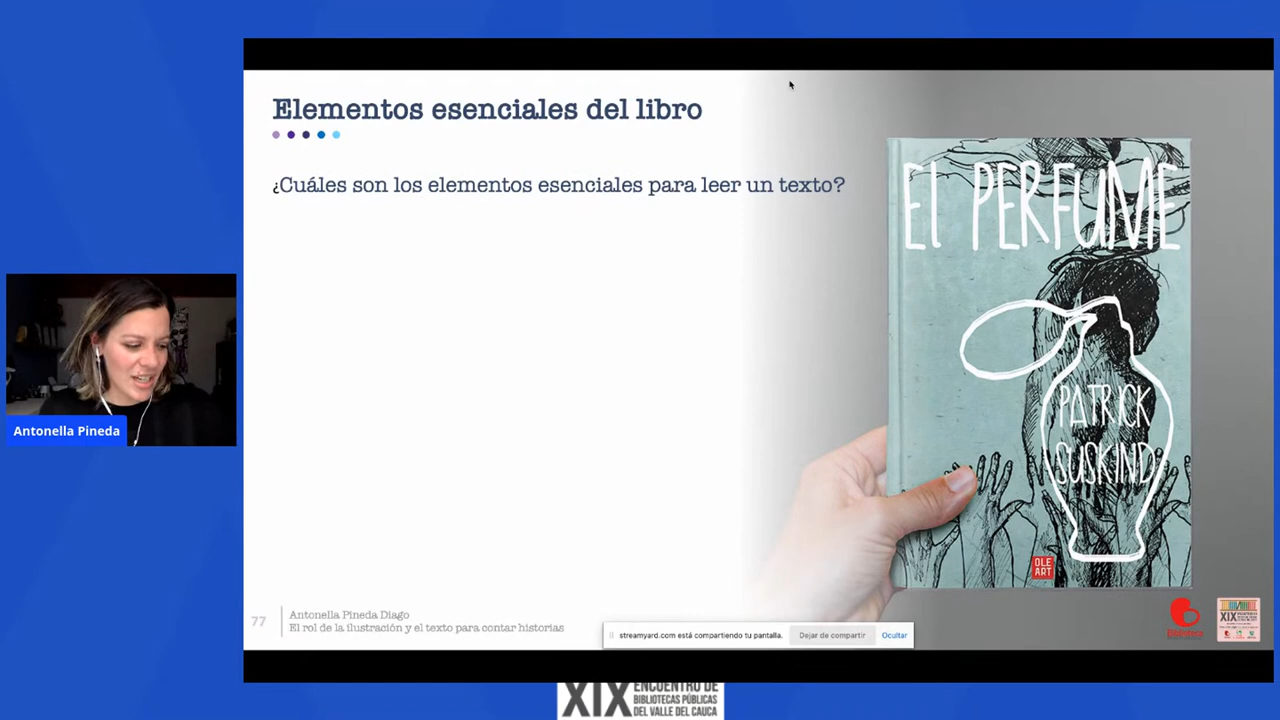 Elementos esenciales del libro
¿Cuáles son los elementos esenciales para leer un texto?
El PERFUME
PATRICK
SUSKIND
OLE
ART
Antonella Pineda
77
Antonella Pineda Diago
El rol de la ilustración y el texto para contar historias
streamyard.com está compartiendo tu pantalla.
Dejar de compartir
Ocultar
XIX
XIX
ENCUENTRO DE
BIBLIOTECAS PÚBLICAS
DEL VALLE DEL CAUCA